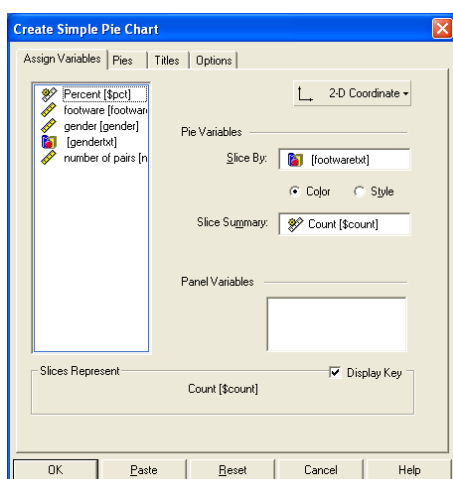 Create Simple Pie Chart
Assign Variables Pies Titles Options
Percent [$pct]
footware [footwar
gender [gender]
[gendertxt]
number of pairs [n
2-D Coordinate
Pie Variables
Slice By: [footwaretxt]
Color Style
Slice Summary: Count [$count]
Panel Variables
Slices Represent Display Key
Count [$count]
OK Paste Reset Cancel Help